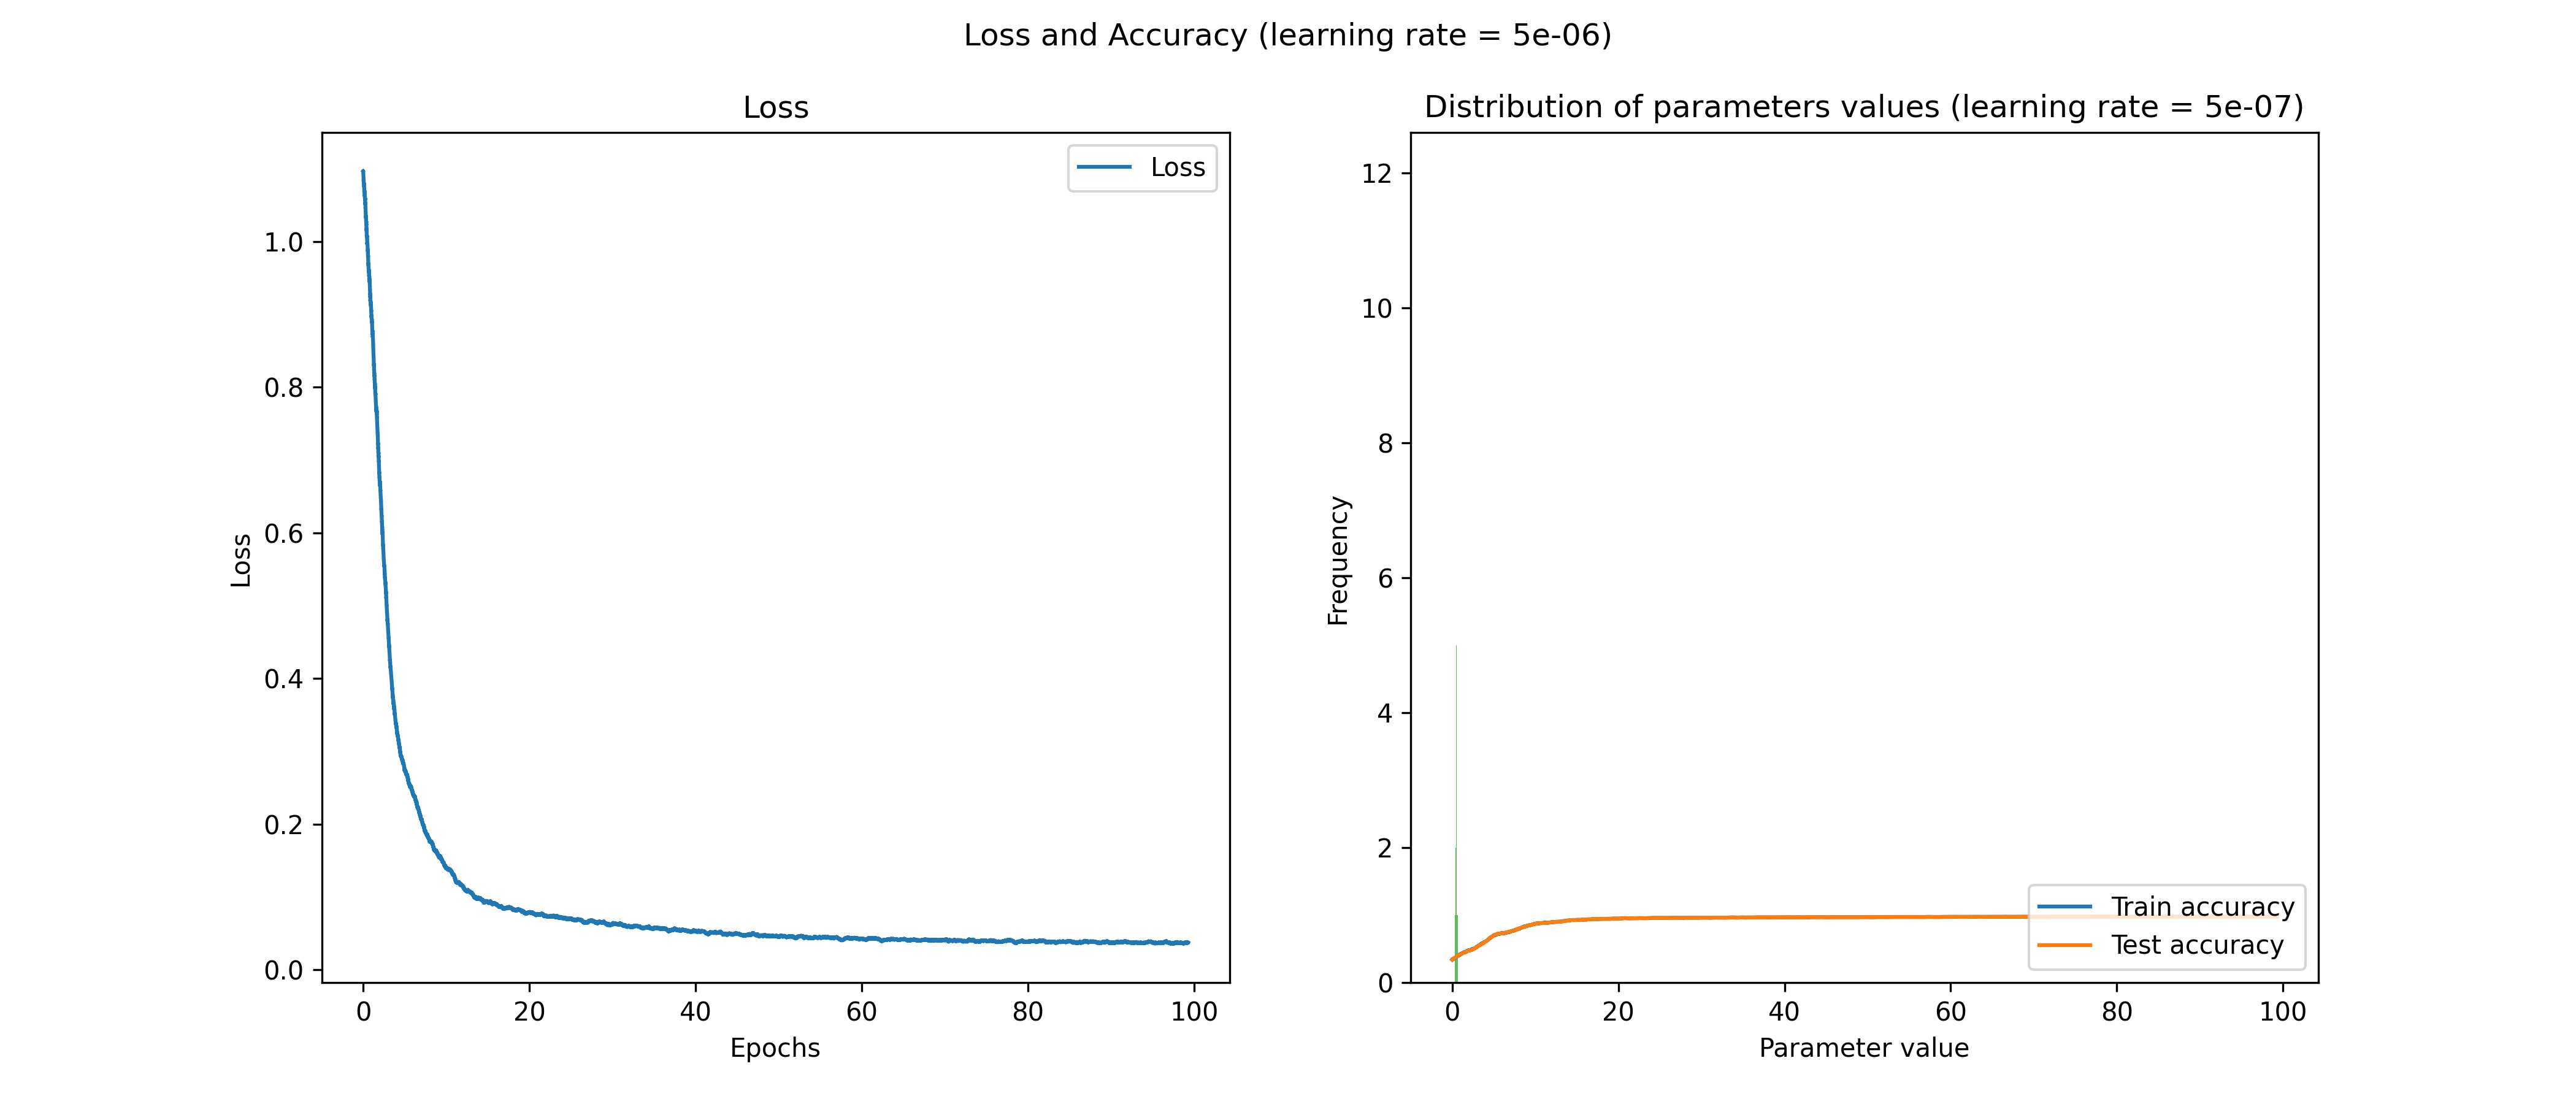 Loss and Accuracy (learning rate = 5e-06)
Loss
Loss
1.0
0.8
0.6
0.4
0.2
0.0
Loss
0
20
40
60
80
100
Epochs
Distribution of parameters values (learning rate = 5e-07)
12
10
8
6
4
2
0
Frequency
Train accuracy
Test accuracy
0
20
40
60
80
100
Parameter value